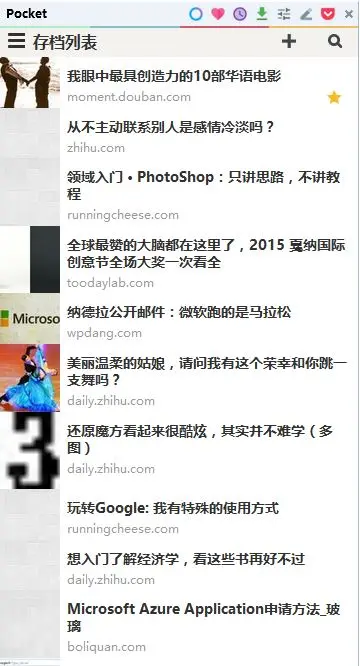 Pocket
存档列表
我眼中最具创造力的10部华语电影
moment.douban.com
从不主动联系别人是感情冷淡吗？
zhihu.com
领域入门·PhotoShop：只讲思路，不讲教
程
runningcheese.com
全球最赞的大脑都在这里了，2015 戛纳国际
创意节全场大奖一次看全
toodaylab.com
Microso
纳德拉公开邮件：微软跑的是马拉松
wpdang.com
美丽温柔的姑娘，请问我有这个荣幸和你跳一
支舞吗？
daily.zhihu.com
3
还原魔方看起来很酷炫，其实并不难学（多
图）
daily.zhihu.com
玩转Google: 我有特殊的使用方式
runningcheese.com
想入门了解经济学，看这些书再好不过
daily.zhihu.com
Microsoft Azure Application申请方法_玻
璃
boliquan.com